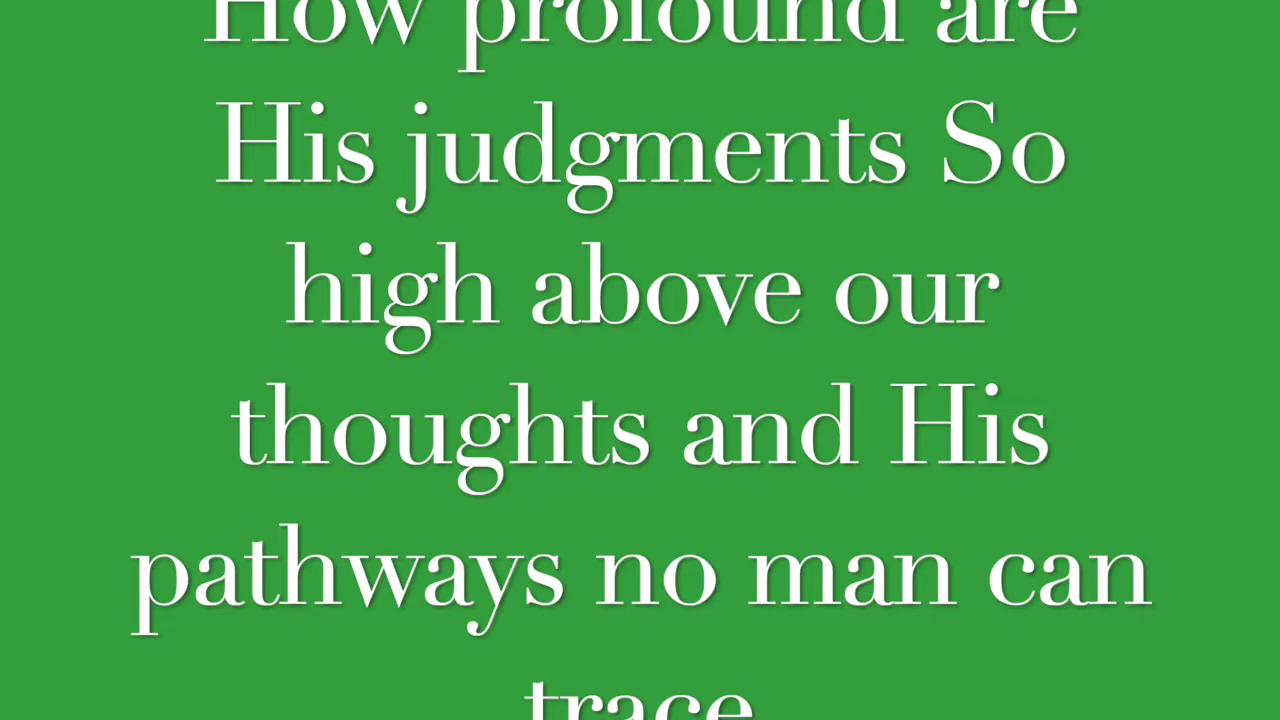 How profound are
His judgments So
high above our
thoughts and His
pathways no man can
trace